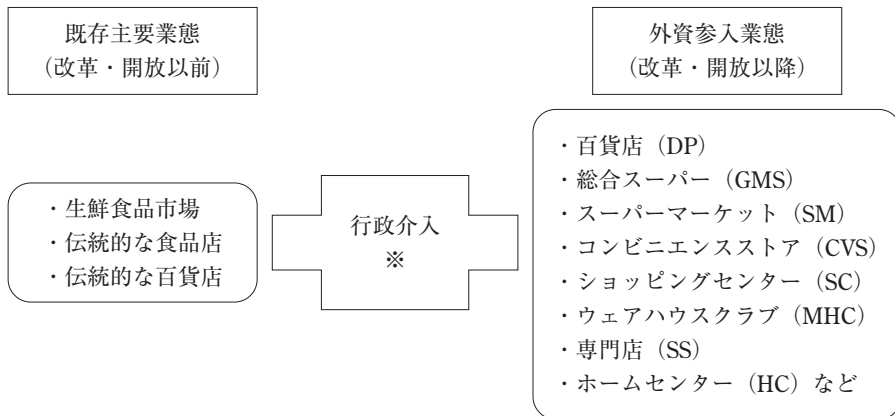 既存主要業態
（改革・開放以前）
外資参入業態
（改革・開放以降）
・生鮮食品市場
・伝統的な食品店
・伝統的な百貨店
行政介入
※
・百貨店（DP）
・総合スーパー（GMS）
・スーパーマーケット（SM）
・コンビニエンスストア（CVS）
・ショッピングセンター（SC）
・ウェアハウスクラブ（MHC）
・専門店（SS）
・ホームセンター（HC）など